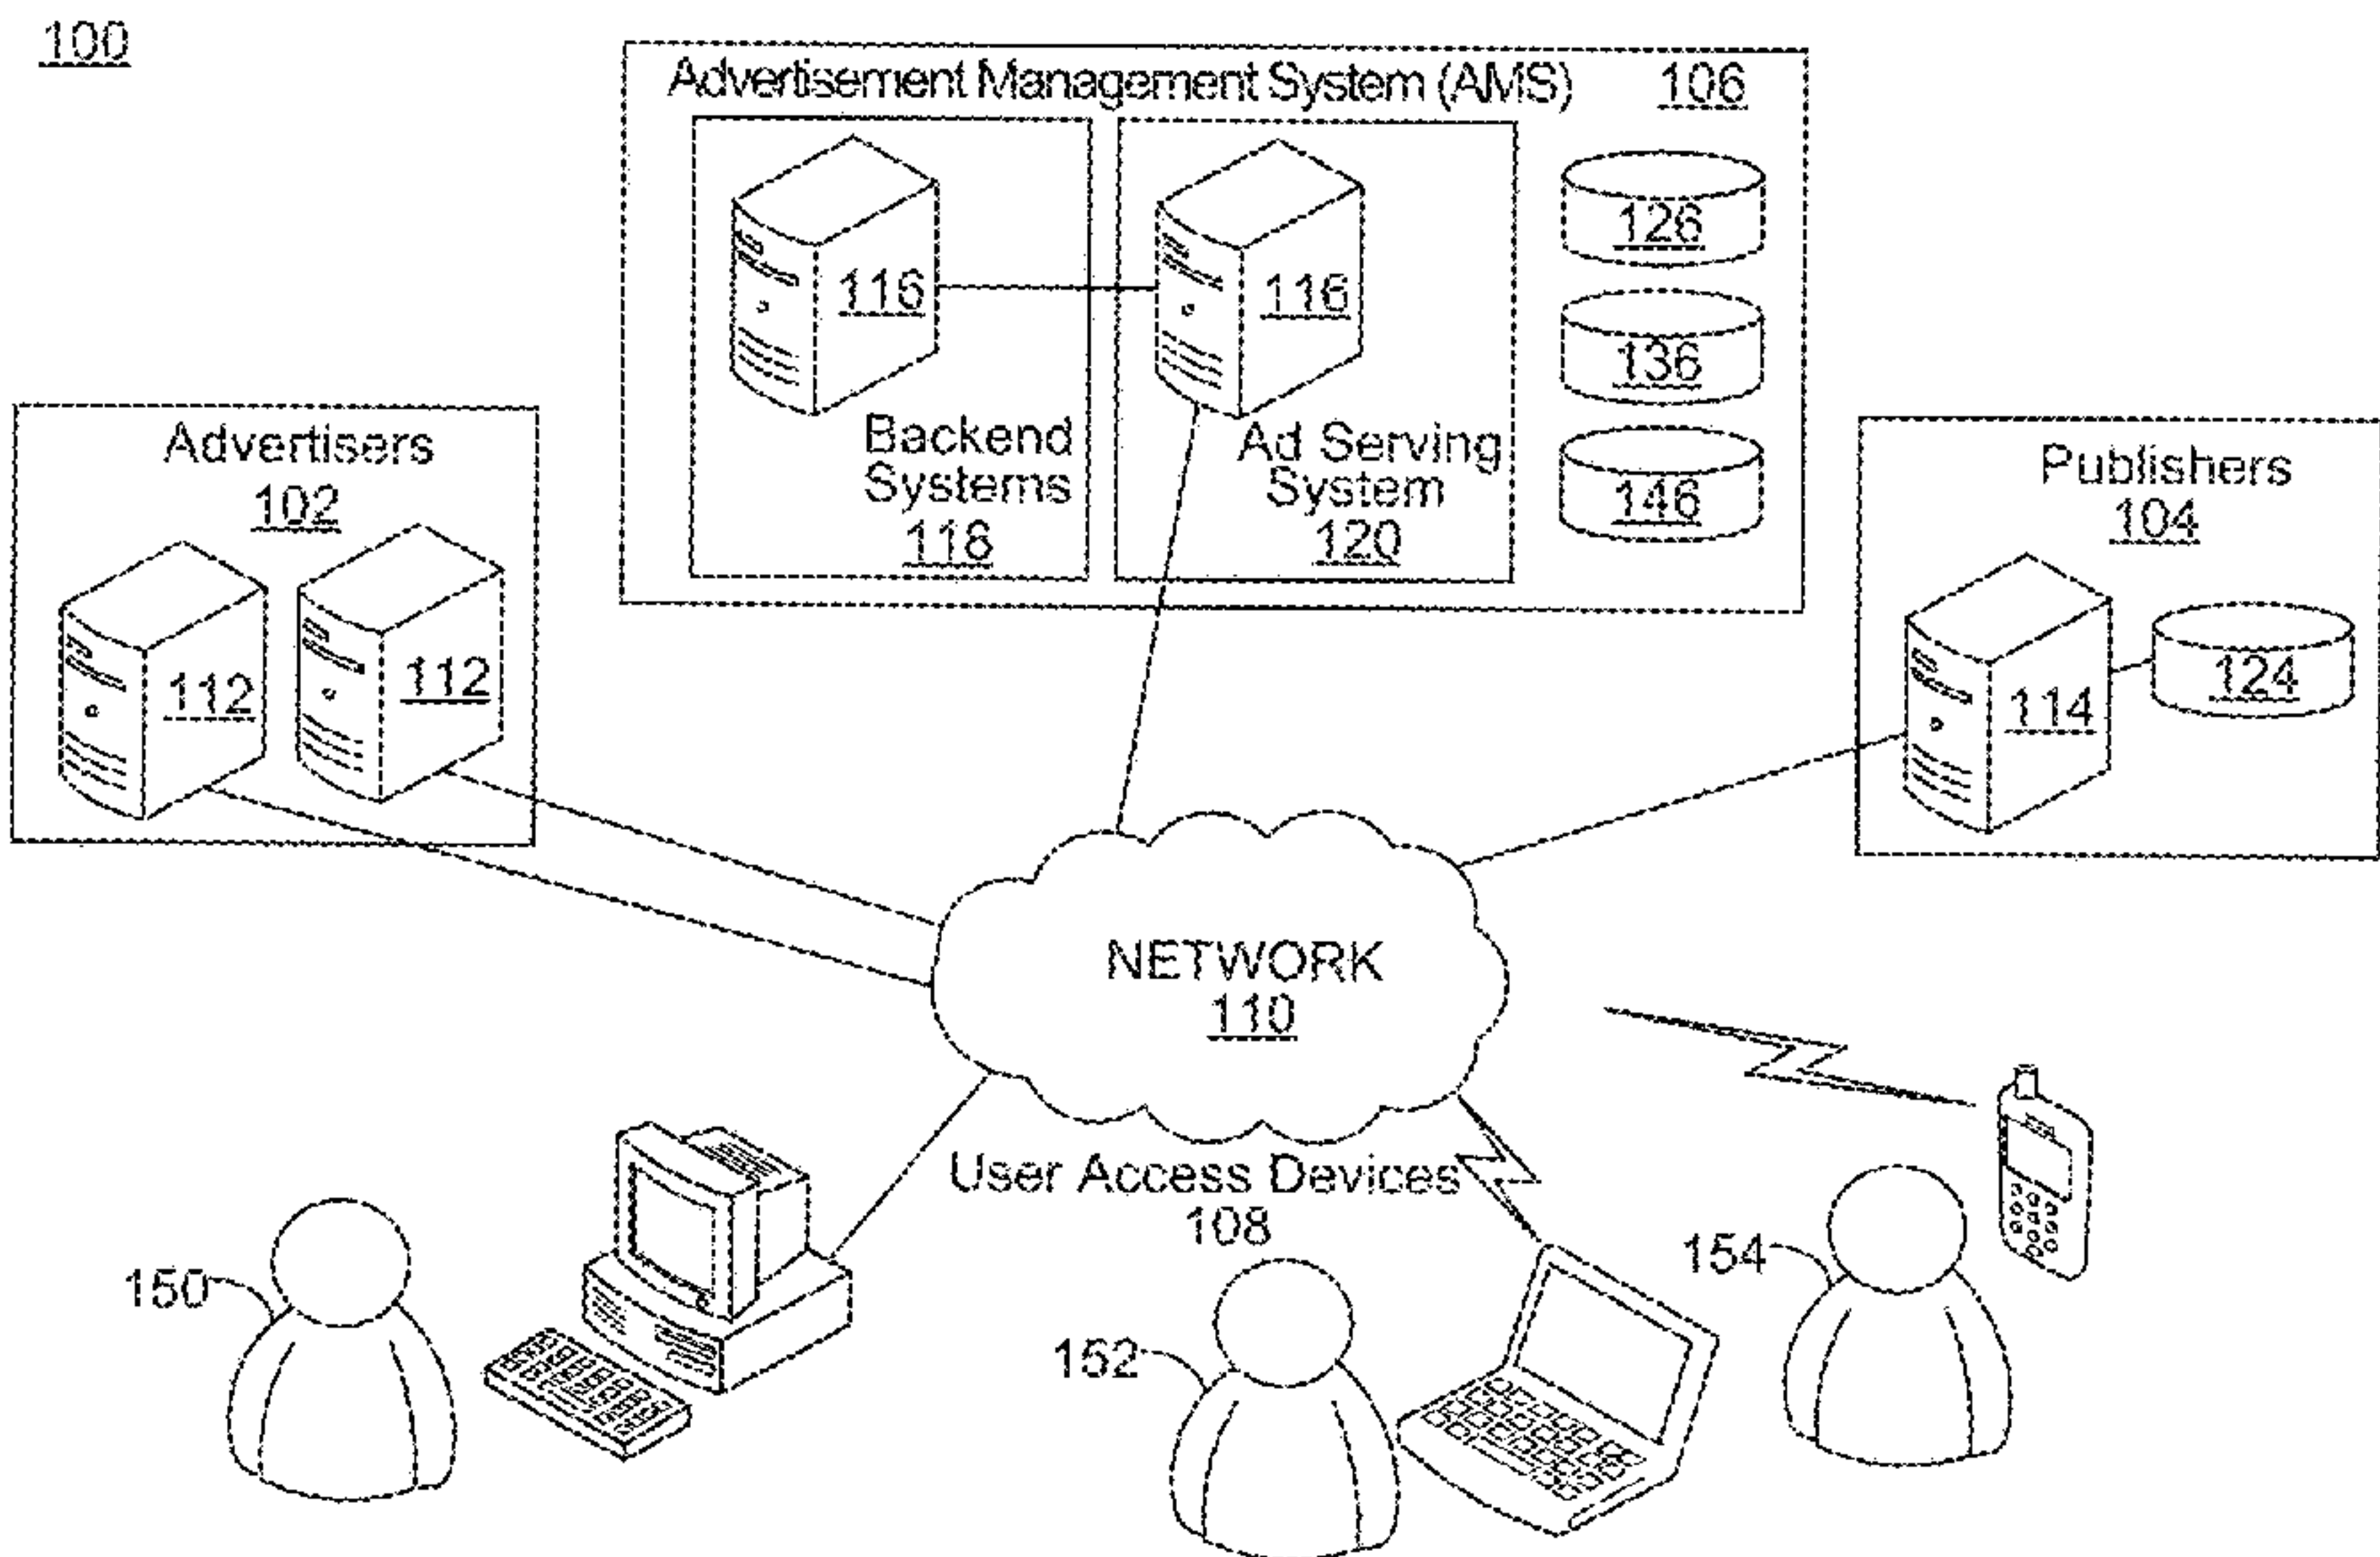 100
Advertisement Management System (AMS) 106
116
116
126
136
146
Backend
Systems
118
Ad Serving
System
120
Advertisers
102
112
112
Publishers
104
114
124
NETWORK
110
User Access Devices
108
150
152
154